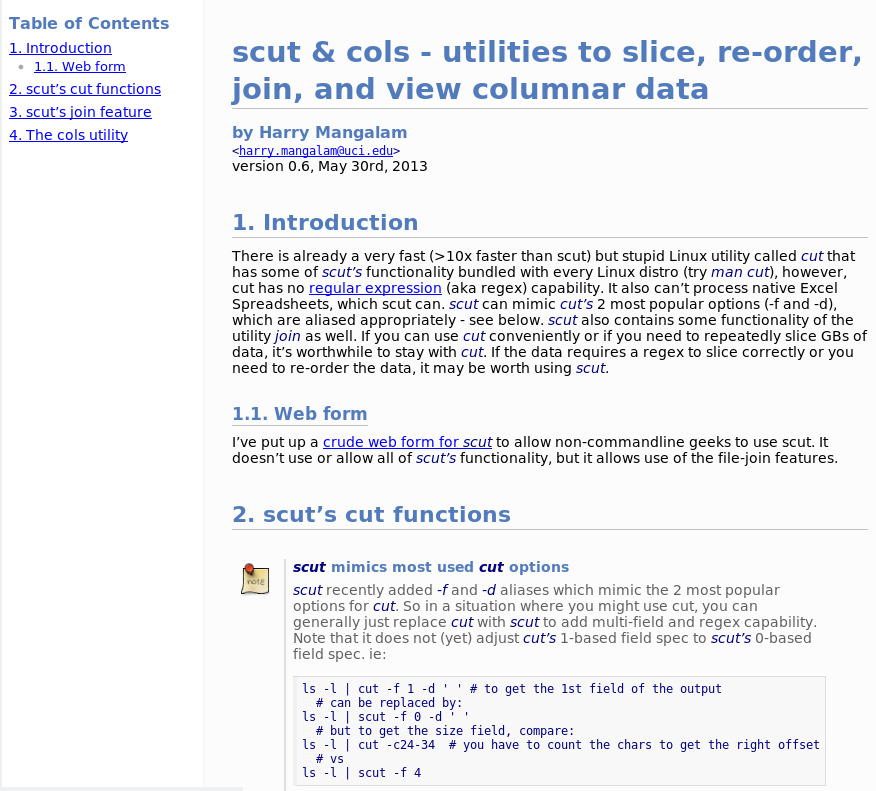 Table of Contents
1. Introduction
1.1. Web form
2. scut’s cut functions
3. scut’s join feature
4. The cols utility
scut & cols - utilities to slice, re-order,
join, and view columnar data
by Harry Mangalam
<harry.mangalam@uci.edu>
version 0.6, May 30rd, 2013
1. Introduction
There is already a very fast (>10x faster than scut) but stupid Linux utility called cut that
has some of scut’s functionality bundled with every Linux distro (try man cut), however,
cut has no regular expression (aka regex) capability. It also can’t process native Excel
Spreadsheets, which scut can. scut can mimic cut’s 2 most popular options (-f and -d),
which are aliased appropriately - see below. scut also contains some functionality of the
utility join as well. If you can use cut conveniently or if you need to repeatedly slice GBs of
data, it’s worthwhile to stay with cut. If the data requires a regex to slice correctly or you
need to re-order the data, it may be worth using scut.
1.1. Web form
I’ve put up a crude web form for scut to allow non-commandline geeks to use scut. It
doesn’t use or allow all of scut’s functionality, but it allows use of the file-join features.
2. scut’s cut functions
NOTE
scut mimics most used cut options
scut recently added -f and -d aliases which mimic the 2 most popular
options for cut. So in a situation where you might use cut, you can
generally just replace cut with scut to add multi-field and regex capability.
Note that it does not (yet) adjust cut’s 1-based field spec to scut’s 0-based
field spec. ie:
ls -l | cut -f 1 -d ' ' # to get the 1st field of the output
# can be replaced by:
ls -l | scut -f 0 -d ' '
# but to get the size field, compare:
ls -l | cut -c24-34  # you have to count the chars to get the right offset
# vs
ls -l | scut -f 4